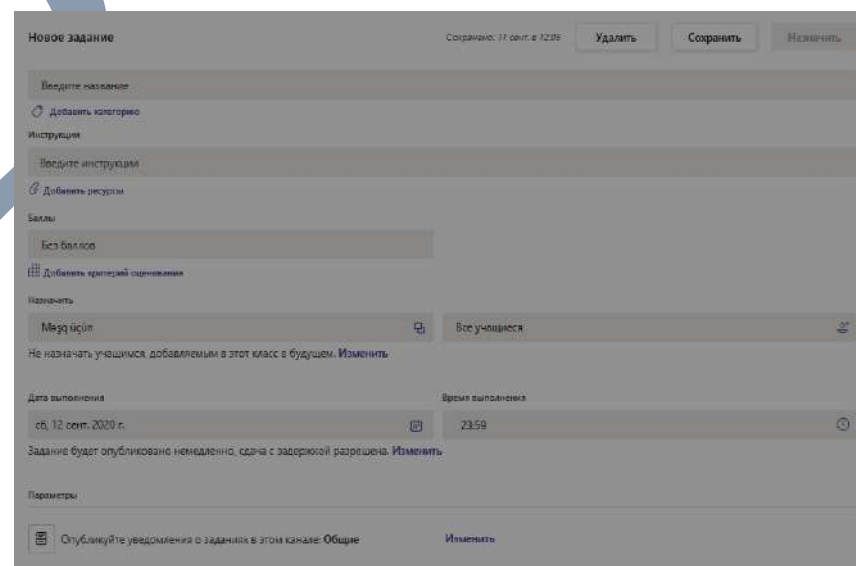 Новое задание
Сохранено: 11 сент. в 12:05
Удалить
Сохранить
Назначить
Введите название
Добавить категорию
Инструкции
Введите инструкции
Добавить ресурсы
Баллы
Без баллов
Добавить критерий оценивания
Назначить
Məşq üçün
Все учащиеся
Не назначать учащимся, добавляемым в этот класс в будущем. Изменить
Дата выполнения
Время выполнения
сб, 12 сент. 2020 г.
23:59
Задание будет опубликовано немедленно, сдача с задержкой разрешена. Изменить
Параметры
Опубликуйте уведомления о заданиях в этом канале: Общие
Изменить